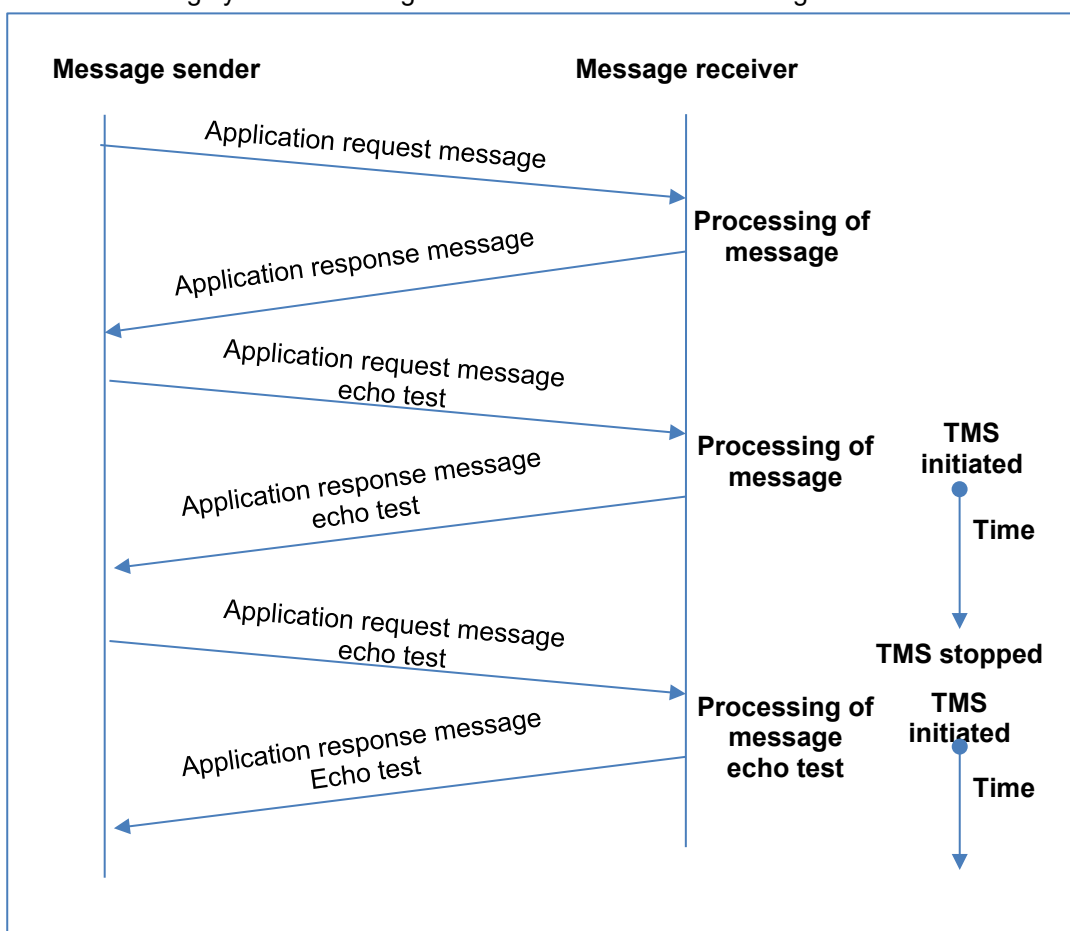 Message sender
Message receiver
Application request message
Processing of
message
Application response message
Application request message
echo test
Processing of
message
TMS
initiated
Time
Application response message
echo test
Application request message
echo test
TMS stopped
Processing of
message
echo test
TMS
initiated
Time
Application response message
Echo test